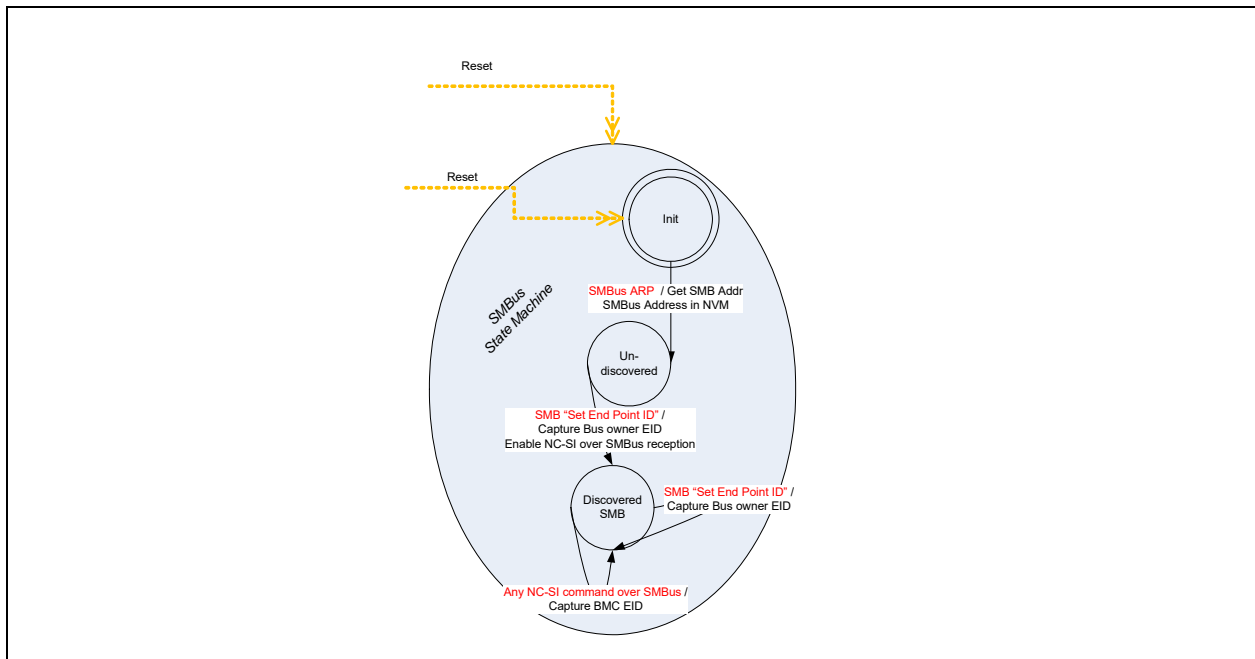 Reset
Reset
Init
SMBus
State Machine
SMBus ARP / Get SMB Addr
SMBus Address in NVM
Un-
discovered
SMB “Set End Point ID” /
Capture Bus owner EID
Enable NC-SI over SMBus reception
Discovered
SMB
SMB “Set End Point ID” /
Capture Bus owner EID
Any NC-SI command over SMBus /
Capture BMC EID